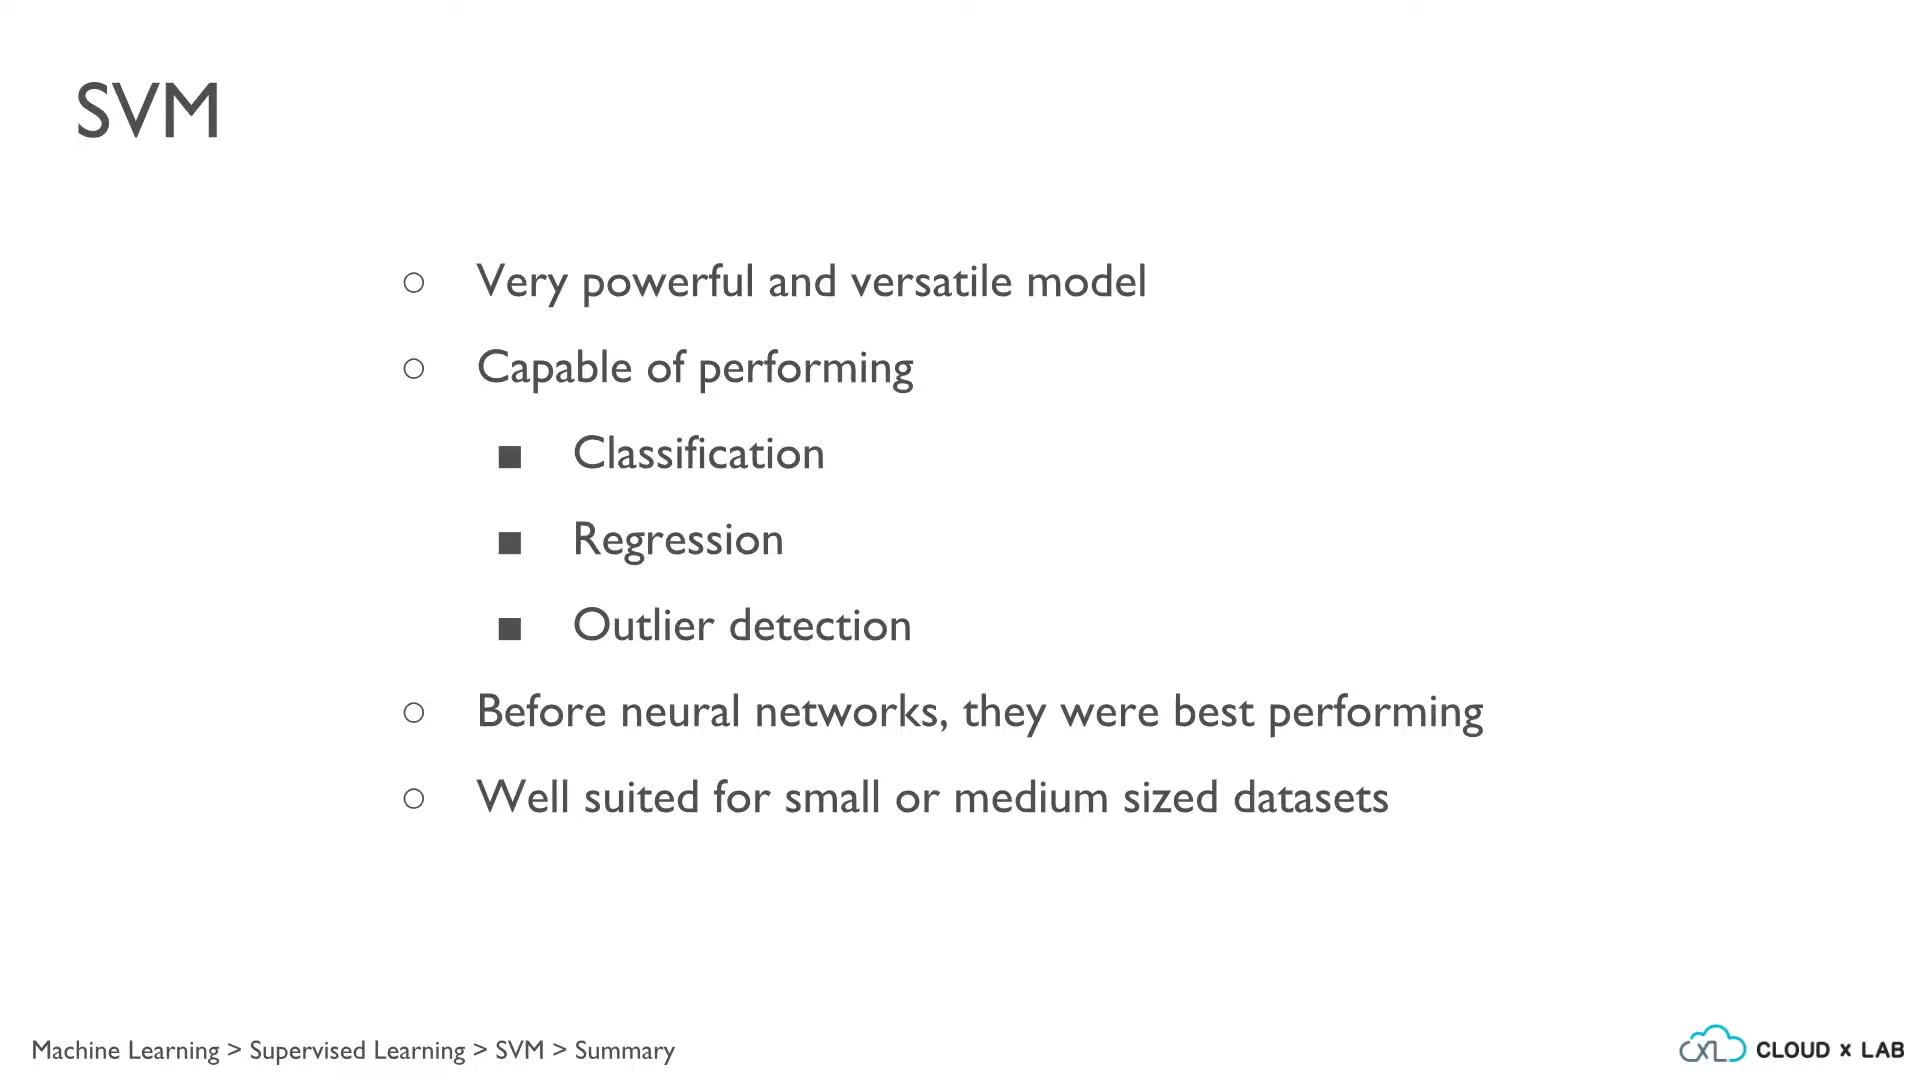 SVM
○ Very powerful and versatile model
○ Capable of performing
■ Classification
■ Regression
■ Outlier detection
○ Before neural networks, they were best performing
○ Well suited for small or medium sized datasets
Machine Learning > Supervised Learning > SVM > Summary
CXL CLOUD x LAB